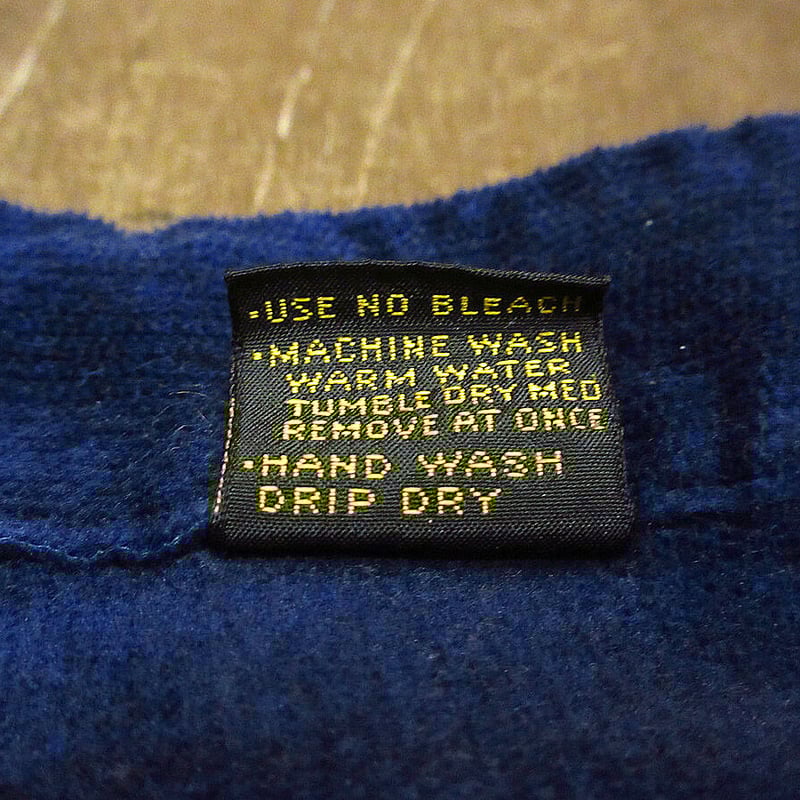 •USE NO BLEACH
•MACHINE WASH
WARM WATER
TUMBLE DRY MED
REMOVE AT ONCE
•HAND WASH
DRIP DRY